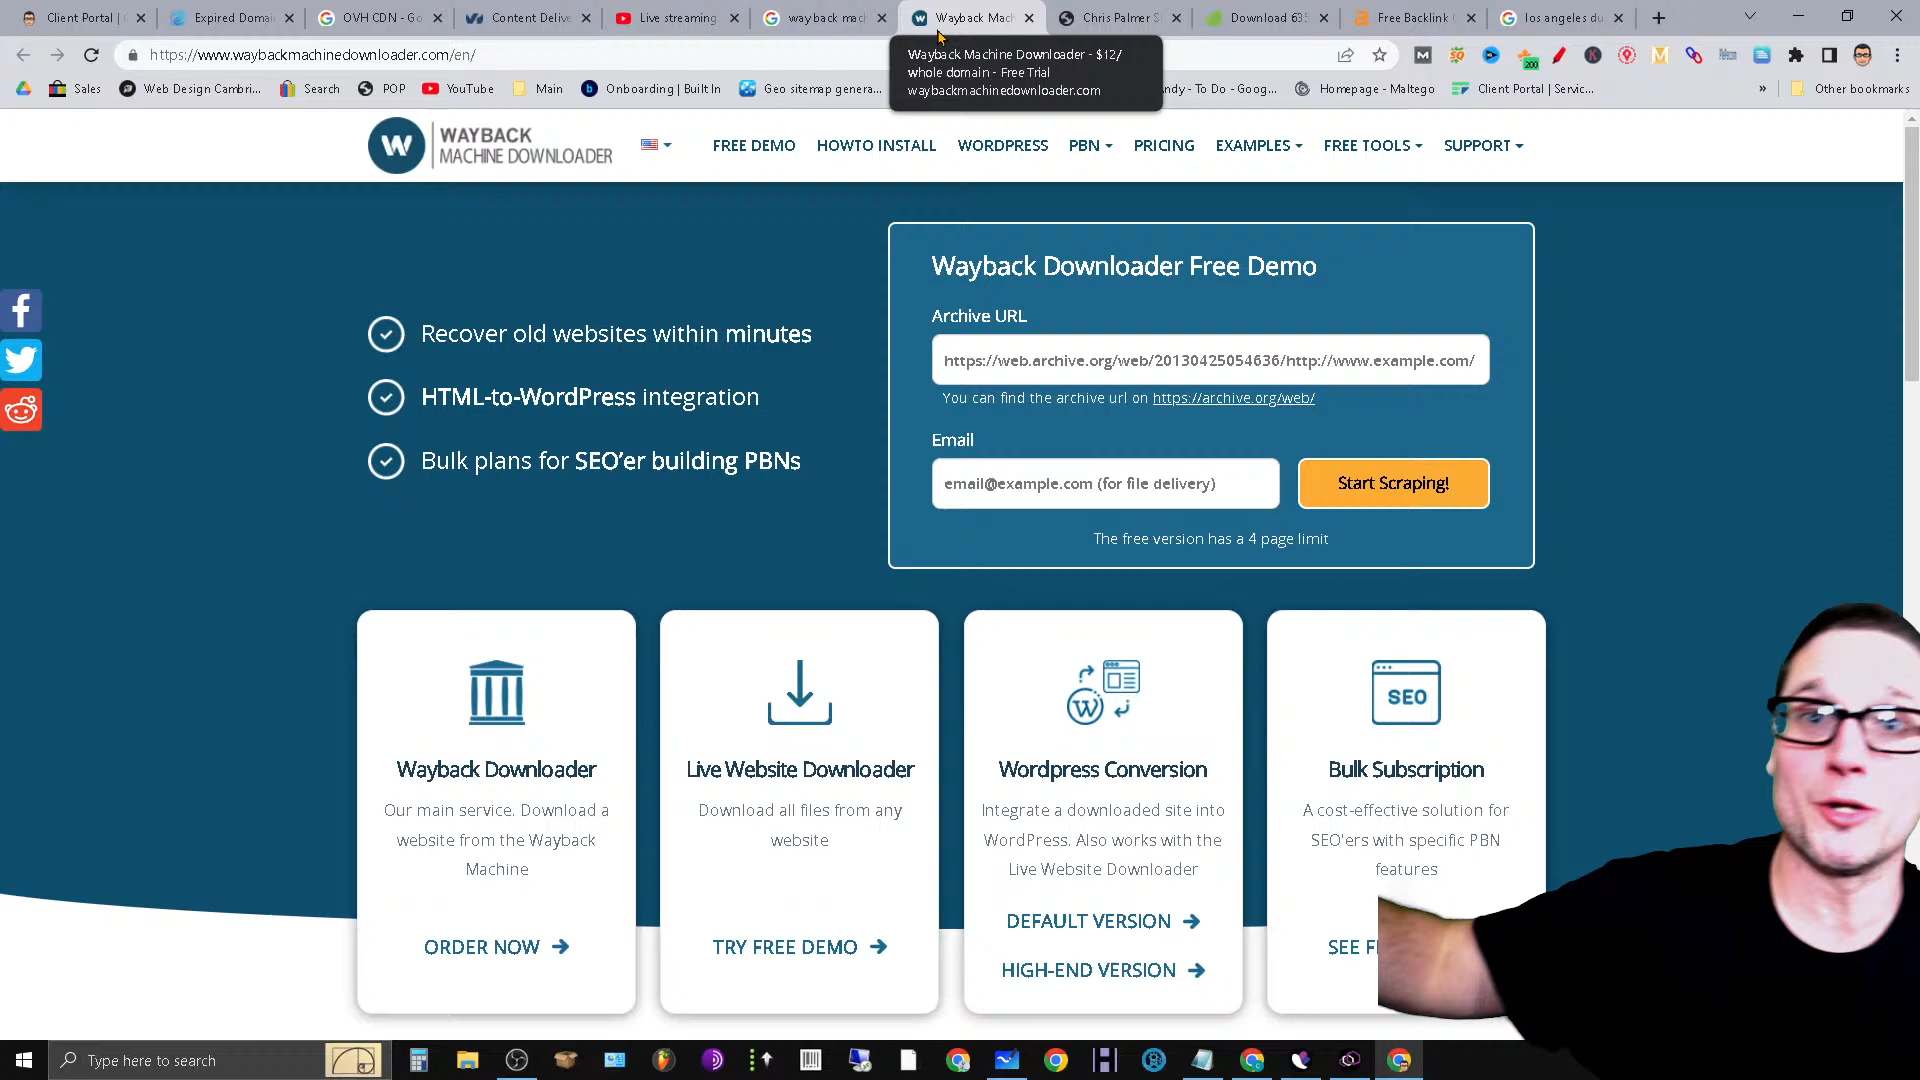 Client Portal |
Expired Domai
OVH CDN - Go
Content Delive
Live streaming
way back mach
Wayback Mach
Chris Palmer S
Download 635
Free Backlink C
los angeles du
https://www.waybackmachinedownloader.com/en/
Wayback Machine Downloader - $12/
whole domain - Free Trial
waybackmachinedownloader.com
200
Sales
Web Design Cambri...
Search
POP
YouTube
Main
Onboarding | Built In
Geo sitemap genera...
ndy - To Do - Goog...
Homepage - Maltego
Client Portal | Servic...
»
Other bookmarks
W
WAYBACK
MACHINE DOWNLOADER
FREE DEMO
HOWTO INSTALL
WORDPRESS
PBN
PRICING
EXAMPLES
FREE TOOLS
SUPPORT
Recover old websites within minutes
HTML-to-WordPress integration
Bulk plans for SEO'er building PBNs
Wayback Downloader Free Demo
Archive URL
https://web.archive.org/web/20130425054636/http://www.example.com/
You can find the archive url on https://archive.org/web/
Email
email@example.com (for file delivery)
Start Scraping!
The free version has a 4 page limit
Wayback Downloader
Our main service. Download a
website from the Wayback
Machine
ORDER NOW
Live Website Downloader
Download all files from any
website
TRY FREE DEMO
Wordpress Conversion
Integrate a downloaded site into
WordPress. Also works with the
Live Website Downloader
DEFAULT VERSION
HIGH-END VERSION
SEO
Bulk Subscription
A cost-effective solution for
SEO'ers with specific PBN
features
SEE F
Type here to search